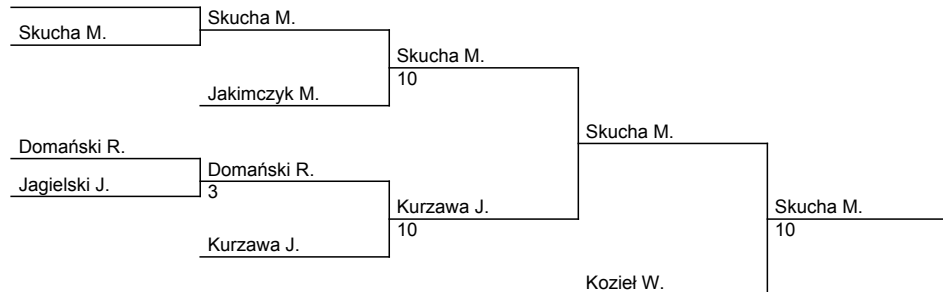 Skucha M.
Skucha M.
Skucha M.
10
Jakimczyk M.
Skucha M.
Domański R.
Domański R.
Jagielski J.
3
Kurzawa J.
10
Skucha M.
10
Kurzawa J.
Kozieł W.